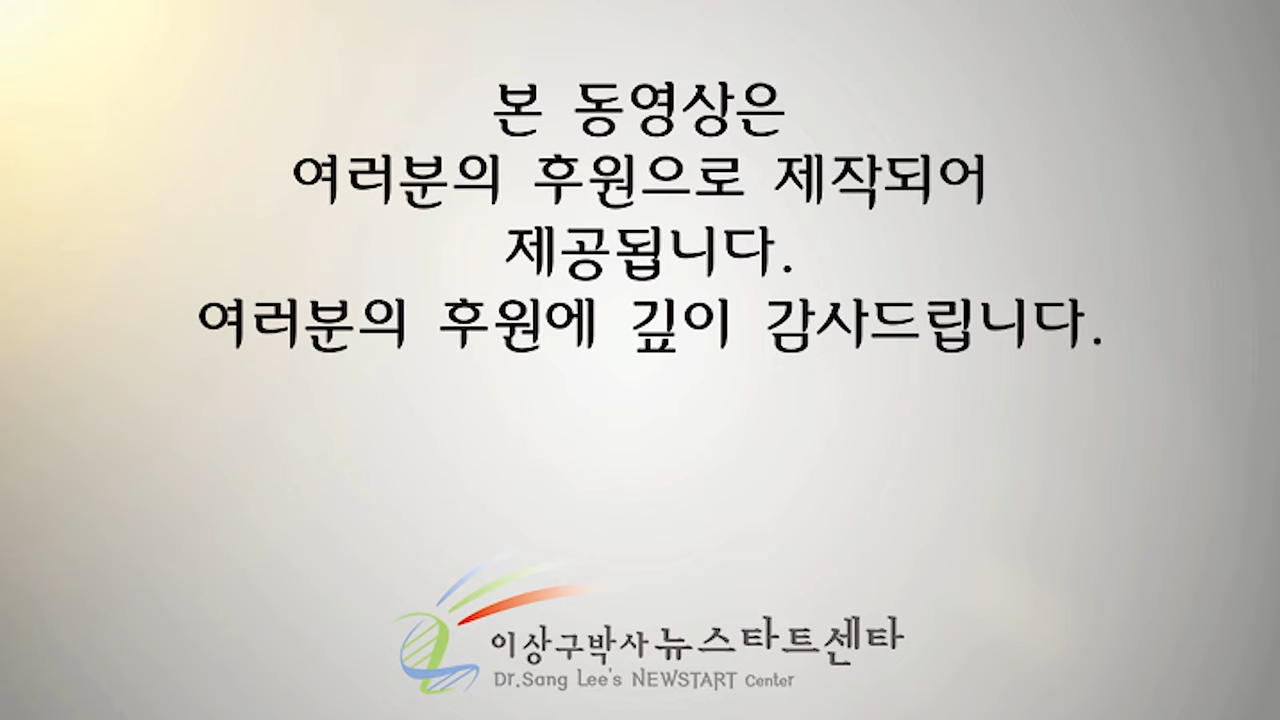 본 동영상은
여러분의 후원으로 제작되어
제공됩니다.
여러분의 후원에 깊이 감사드립니다.
이상구박사 뉴스타트센타
Dr.Sang Lee's NEWSTART Center